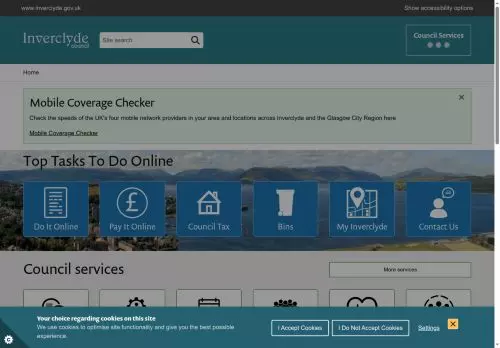 www.inverclyde.gov.uk
Show accessibility options
Inverclyde
council
Site search
Council Services
Home
Mobile Coverage Checker
Check the speeds of the UK's four mobile network providers in your area and locations across Inverclyde and the Glasgow City Region here
Mobile Coverage Checker
Top Tasks To Do Online
Do It Online
Pay It Online
Council Tax
Bins
My Inverclyde
Contact Us
Council services
More services
Your choice regarding cookies on this site
We use cookies to optimise site functionality and give you the best possible
experience.
I Accept Cookies
I Do Not Accept Cookies
Settings